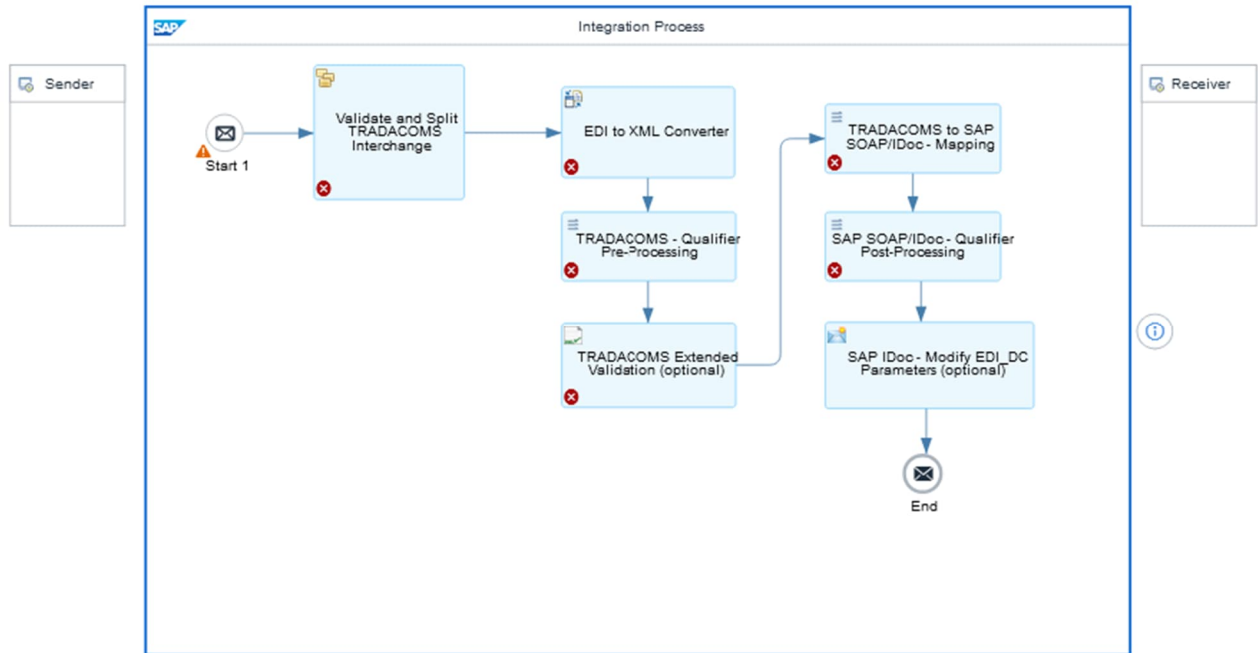 SAP
Integration Process
Sender
Receiver
Start 1
Validate and Split
TRADACOMS
Interchange
EDI to XML Converter
TRADACOMS - Qualifier
Pre-Processing
TRADACOMS Extended
Validation (optional)
TRADACOMS to SAP
SOAP/IDoc - Mapping
SAP SOAP/IDoc - Qualifier
Post-Processing
SAP IDoc - Modify EDI_DC
Parameters (optional)
End